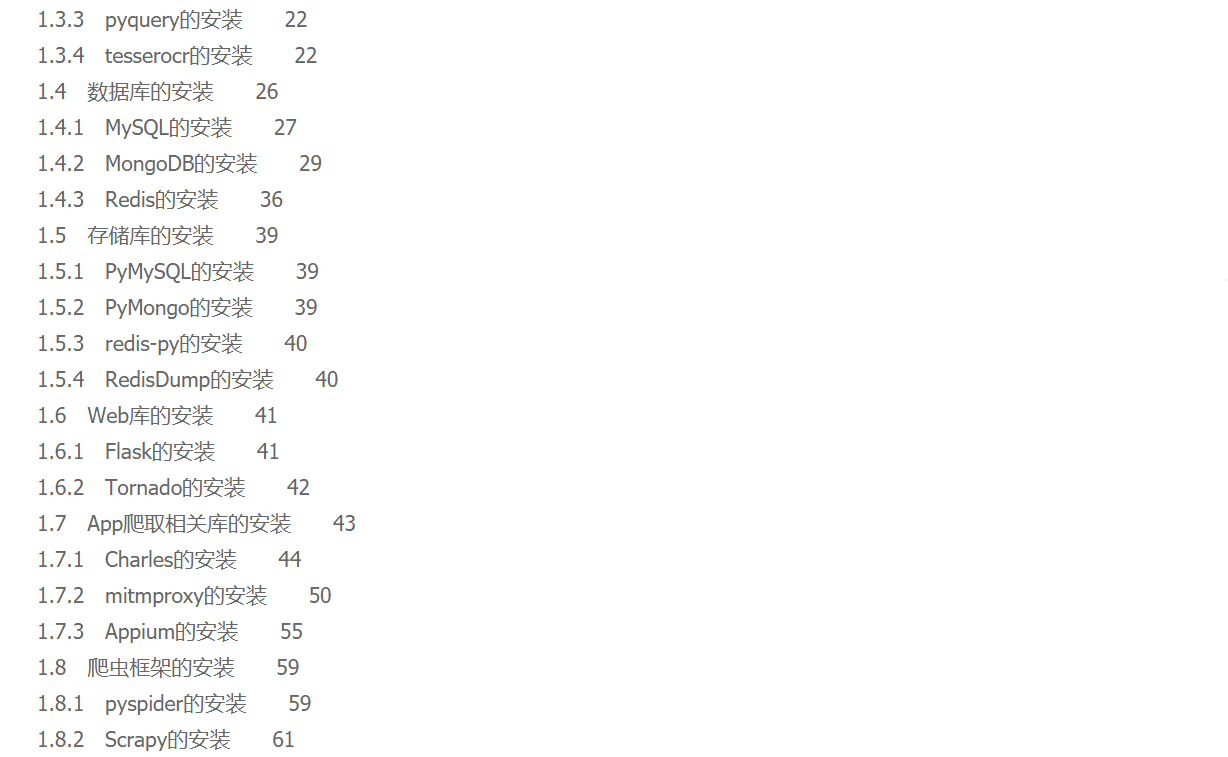 1.3.3 pyquery的安装 22
1.3.4 tesserocr的安装 22
1.4 数据库的安装 26
1.4.1 MySQL的安装 27
1.4.2 MongoDB的安装 29
1.4.3 Redis的安装 36
1.5 存储库的安装 39
1.5.1 PyMySQL的安装 39
1.5.2 PyMongo的安装 39
1.5.3 redis-py的安装 40
1.5.4 RedisDump的安装 40
1.6 Web库的安装 41
1.6.1 Flask的安装 41
1.6.2 Tornado的安装 42
1.7 App爬取相关库的安装 43
1.7.1 Charles的安装 44
1.7.2 mitmproxy的安装 50
1.7.3 Appium的安装 55
1.8 爬虫框架的安装 59
1.8.1 pyspider的安装 59
1.8.2 Scrapy的安装 61